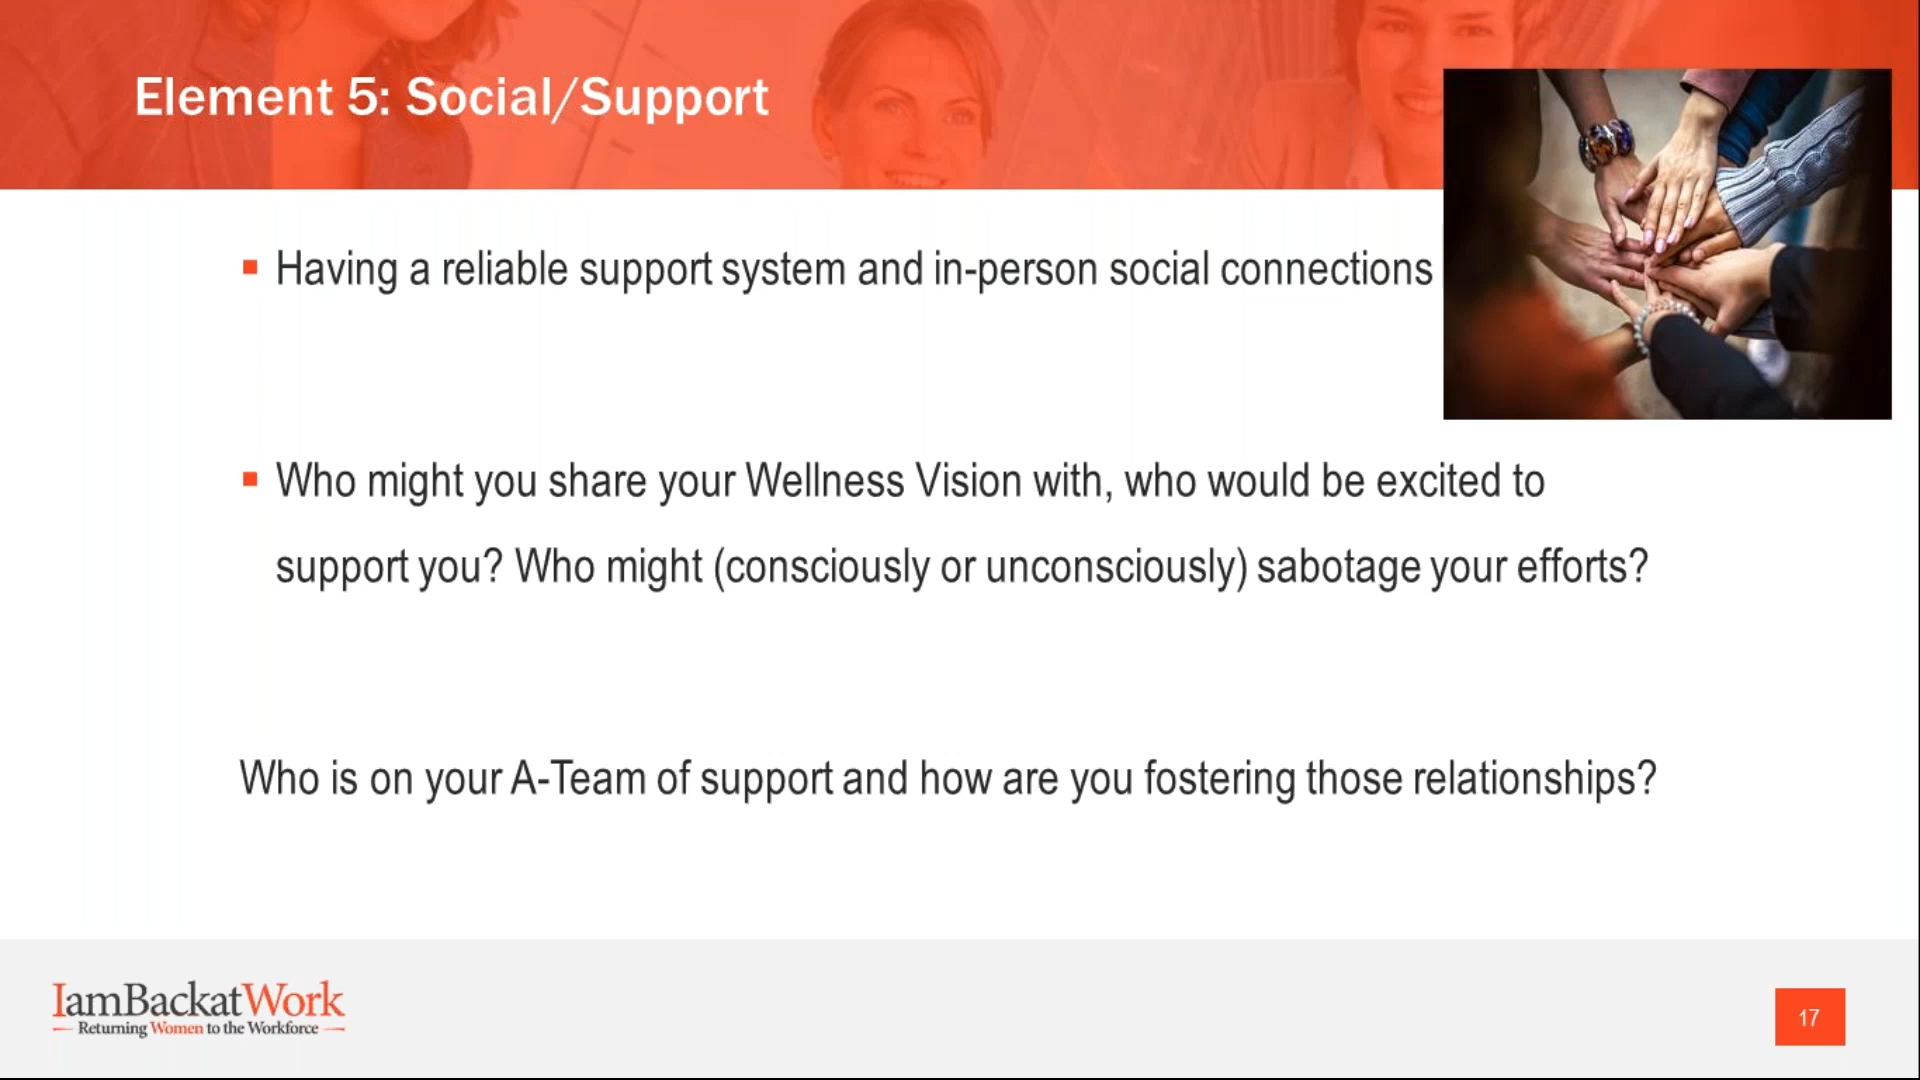 Element 5: Social/Support
▪ Having a reliable support system and in-person social connections
▪ Who might you share your Wellness Vision with, who would be excited to
support you? Who might (consciously or unconsciously) sabotage your efforts?
Who is on your A-Team of support and how are you fostering those relationships?
IamBackatWork
Returning Women to the Workforce
17